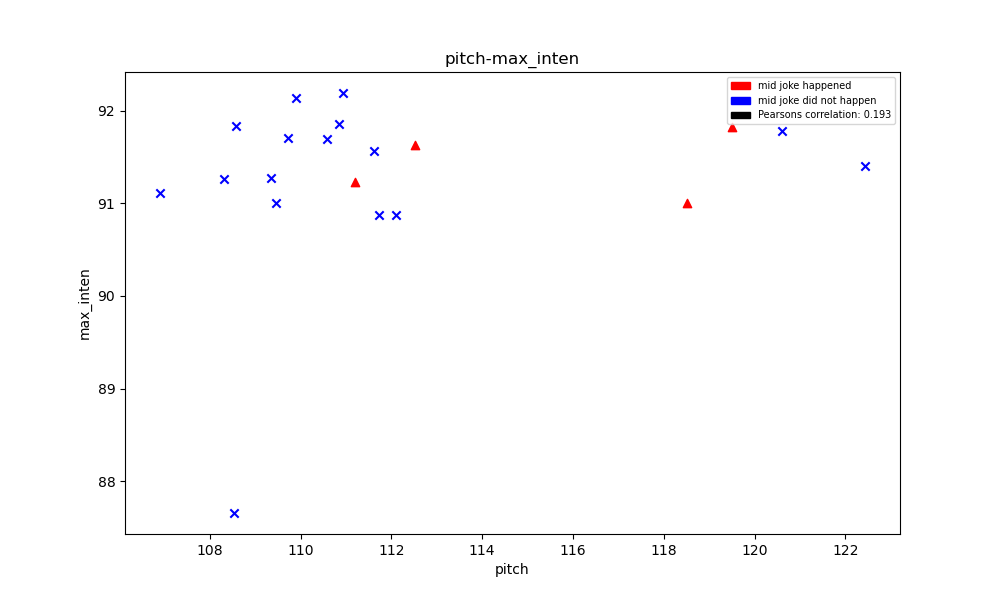 pitch-max_inten
mid joke happened
mid joke did not happen
Pearsons correlation: 0.193
92
91
90
89
88
max_inten
108 110 112 114 116 118 120 122
pitch